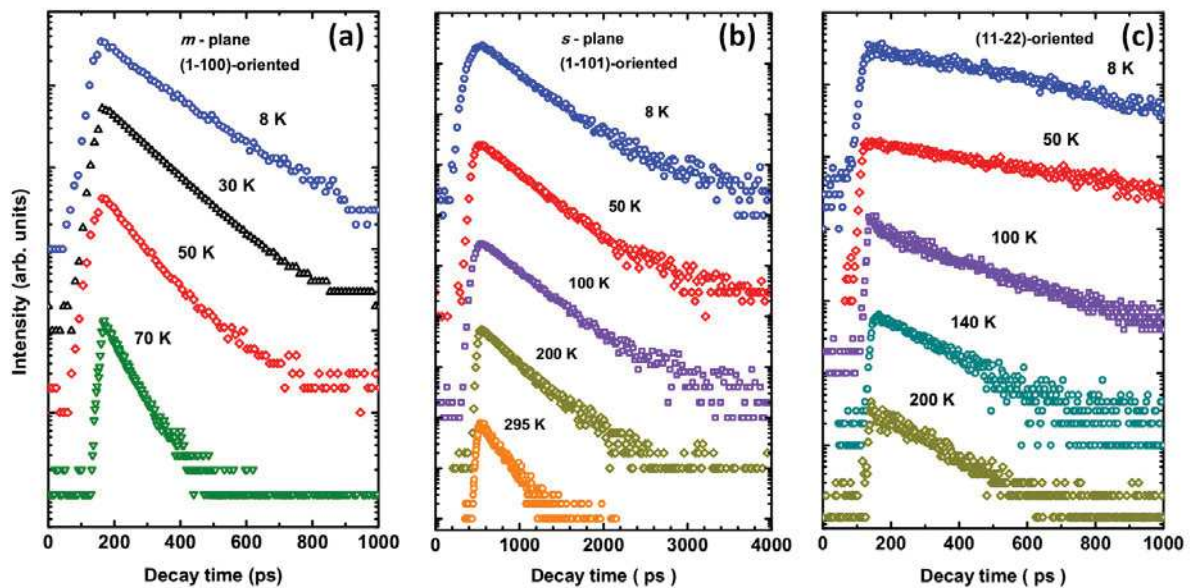 (a)
m - plane
(1-100)-oriented
8 K
30 K
50 K
70 K
Intensity (arb. units)
0 200 400 600 800 1000
Decay time (ps)
(b)
s - plane
(1-101)-oriented
8 K
50 K
100 K
200 K
295 K
0 1000 2000 3000 4000
Decay time ( ps )
(c)
(11-22)-oriented
8 K
50 K
100 K
140 K
200 K
0 200 400 600 800 1000
Decay time ( ps )